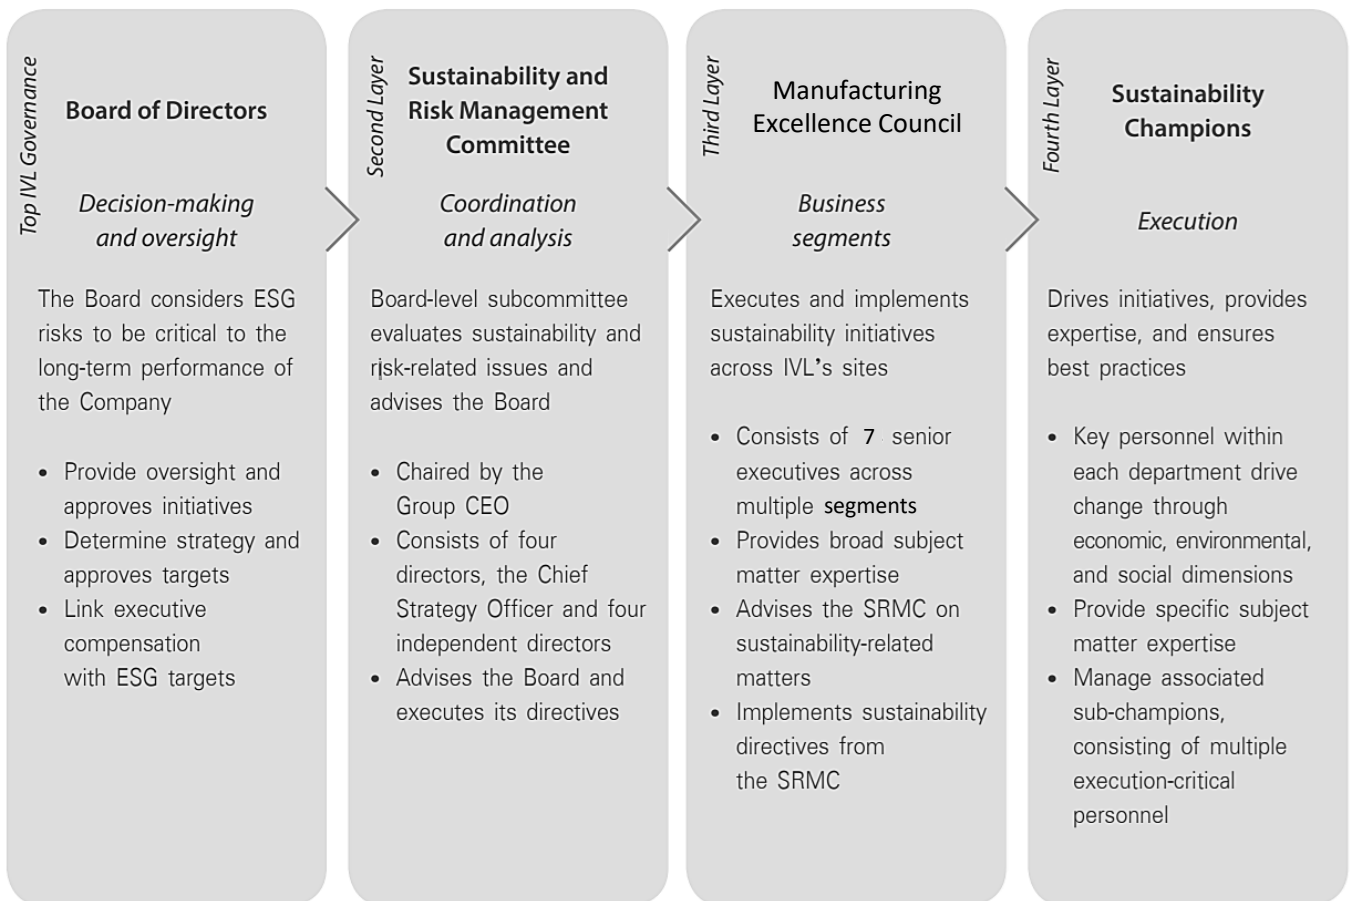 Top IVL Governance
Board of Directors
Decision-making
and oversight
The Board considers ESG
risks to be critical to the
long-term performance of
the Company
• Provide oversight and
approves initiatives
• Determine strategy and
approves targets
• Link executive
compensation
with ESG targets
Second Layer
Sustainability and
Risk Management
Committee
Coordination
and analysis
Board-level subcommittee
evaluates sustainability and
risk-related issues and
advises the Board
• Chaired by the
Group CEO
• Consists of four
directors, the Chief
Strategy Officer and four
independent directors
• Advises the Board and
executes its directives
Third Layer
Manufacturing
Excellence Council
Business
segments
Executes and implements
sustainability initiatives
across IVL's sites
• Consists of 7 senior
executives across
multiple segments
• Provides broad subject
matter expertise
• Advises the SRMC on
sustainability-related
matters
• Implements sustainability
directives from
the SRMC
Fourth Layer
Sustainability
Champions
Execution
Drives initiatives, provides
expertise, and ensures
best practices
• Key personnel within
each department drive
change through
economic, environmental,
and social dimensions
• Provide specific subject
matter expertise
• Manage associated
sub-champions,
consisting of multiple
execution-critical
personnel